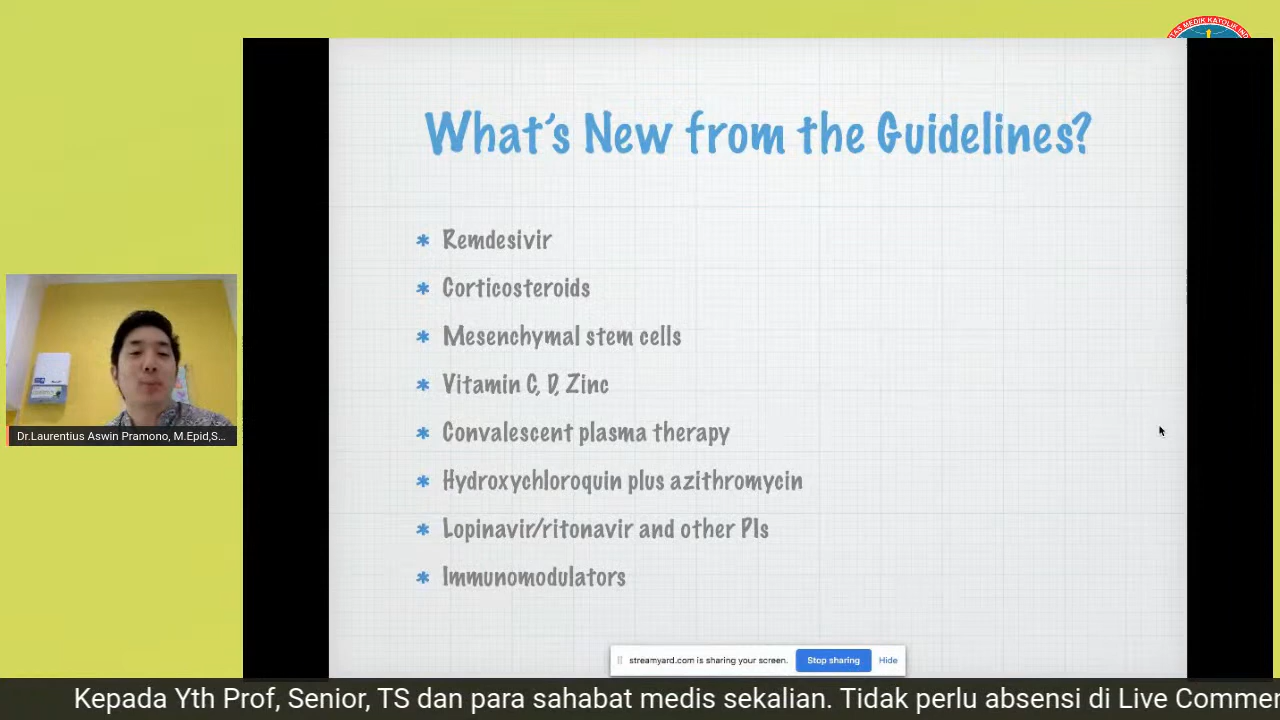 What's New from the Guidelines?
* Remdesivir
* Corticosteroids
* Mesenchymal stem cells
* Vitamin C, D, Zinc
* Convalescent plasma therapy
* Hydroxychloroquin plus azithromycin
* Lopinavir/ritonavir and other PIs
* Immunomodulators
Dr.Laurentius Aswin Pramono, M.Epid,S...
streamyard.com is sharing your screen.
Stop sharing
Hide
Kepada Yth Prof, Senior, TS dan para sahabat medis sekalian. Tidak perlu absensi di Live Commen